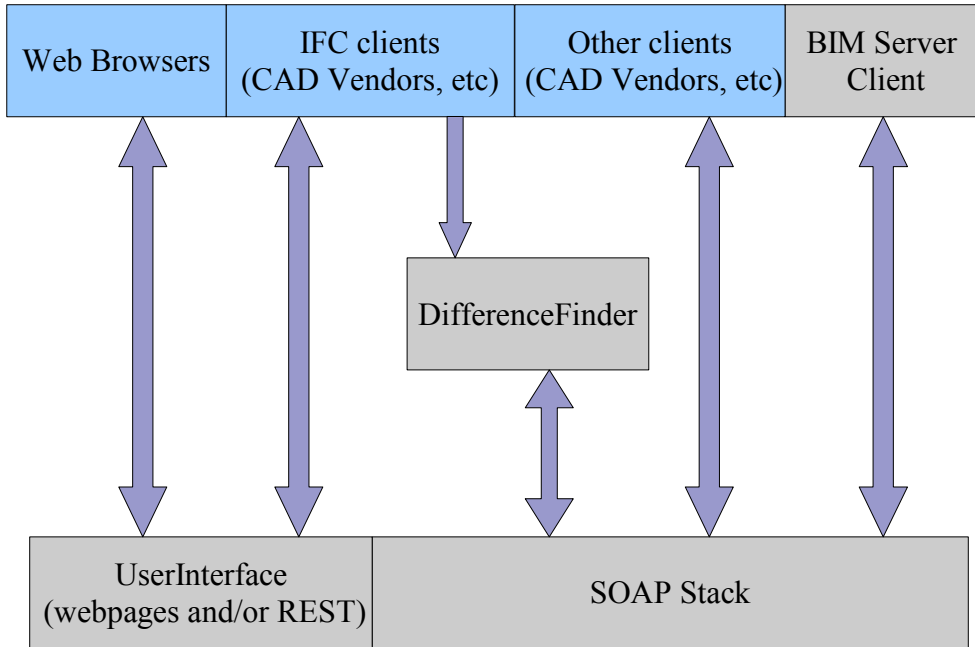 Web Browsers
IFC clients
(CAD Vendors, etc)
Other clients
(CAD Vendors, etc)
BIM Server
Client
DifferenceFinder
UserInterface
(webpages and/or REST)
SOAP Stack